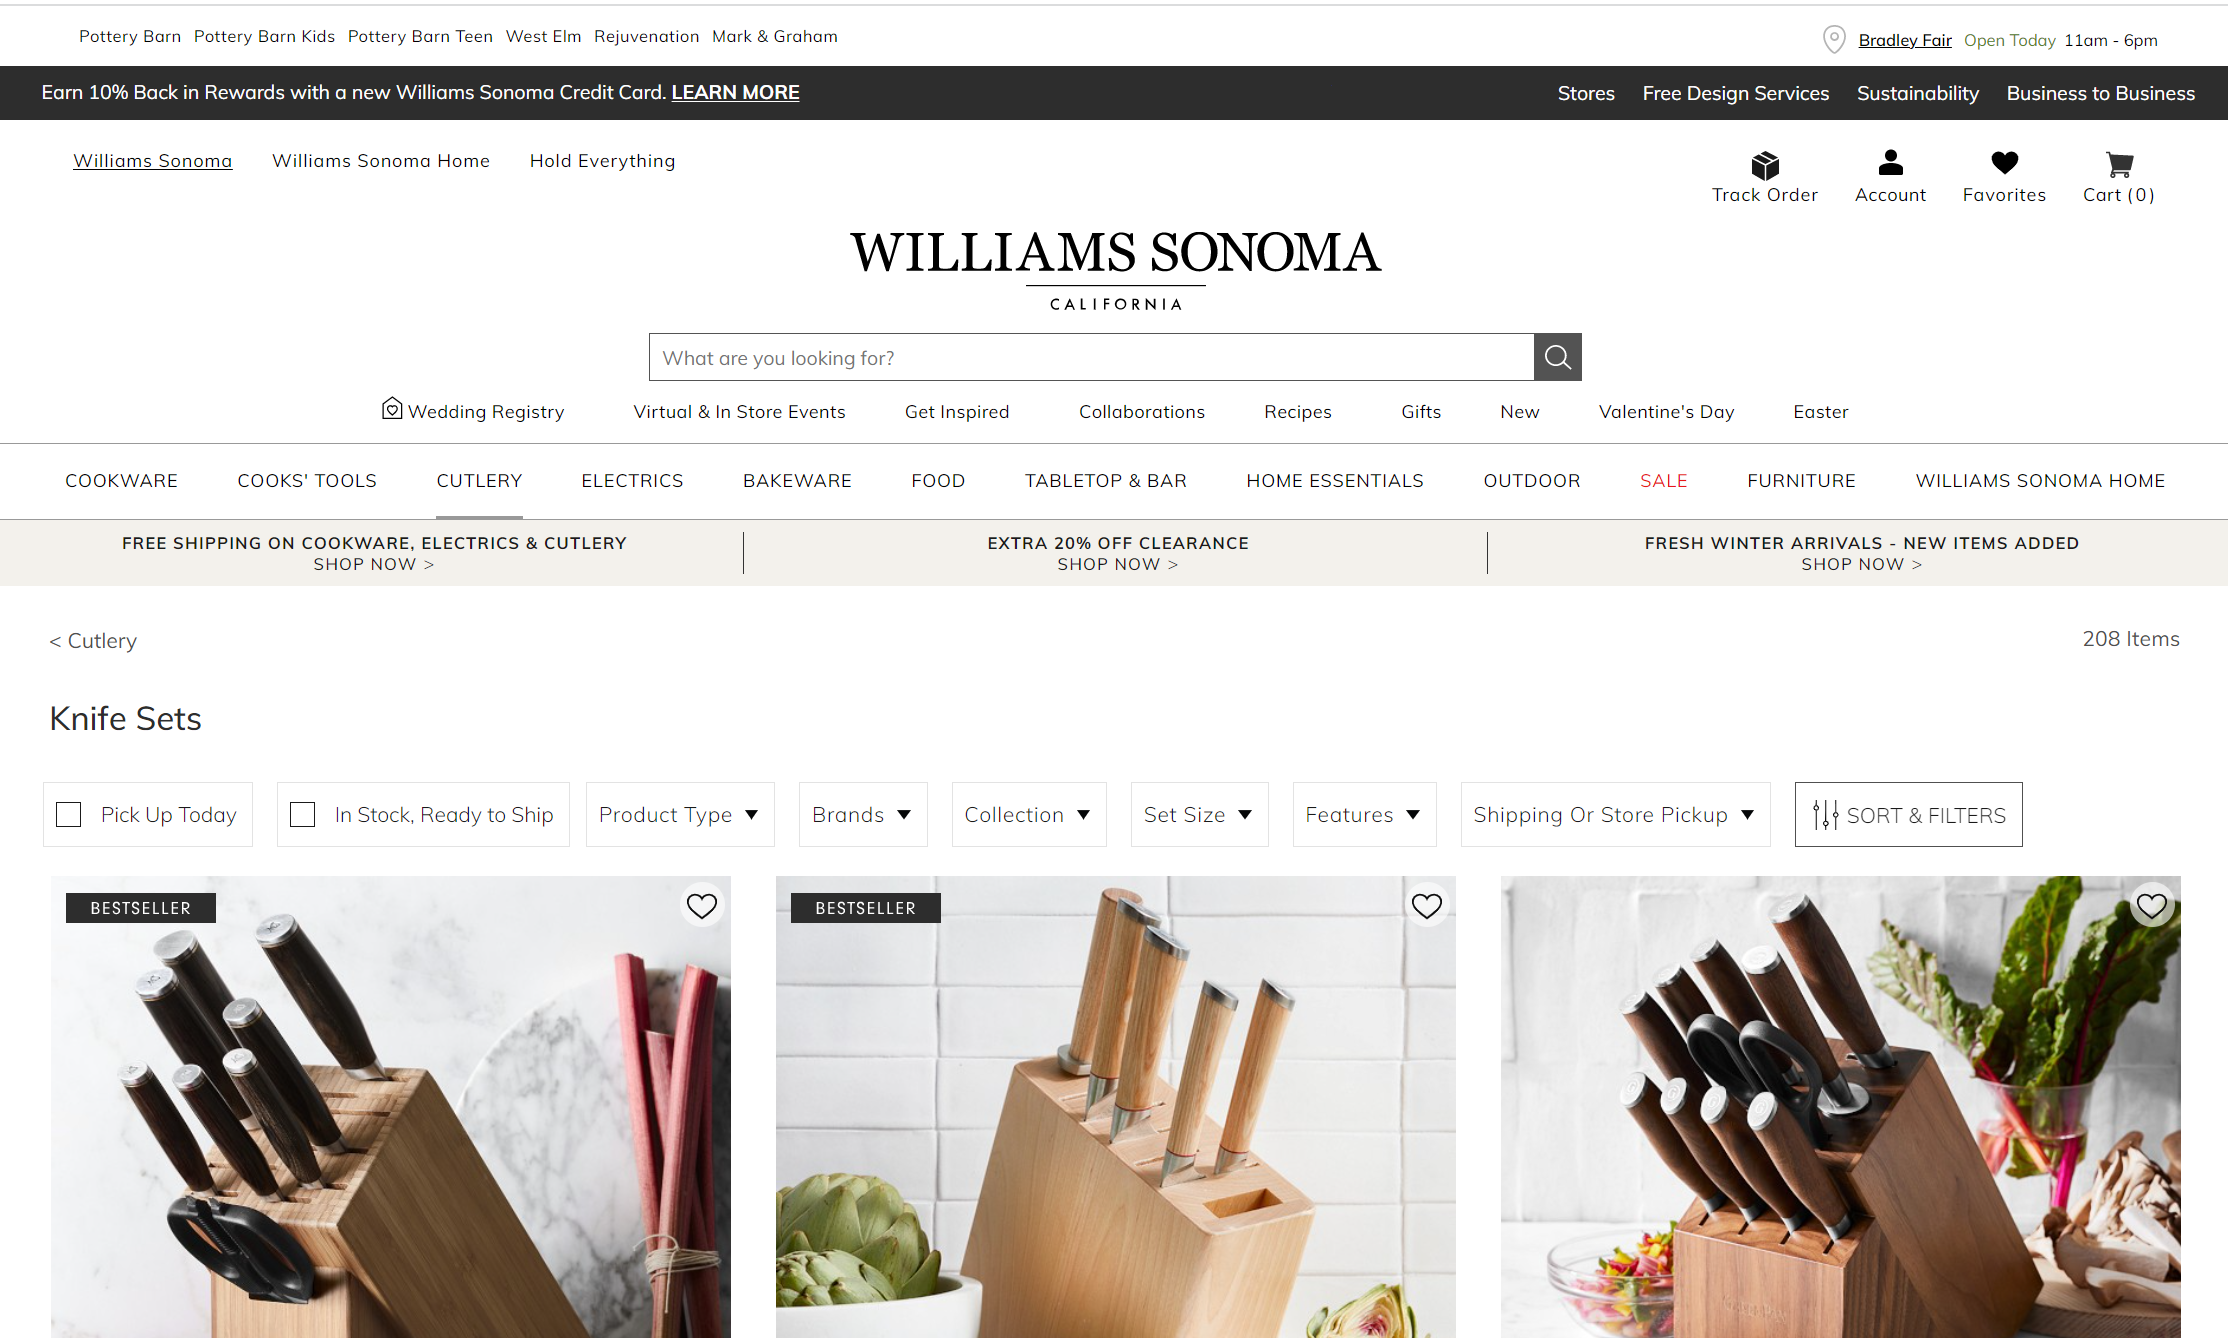 Pottery Barn Pottery Barn Kids Pottery Barn Teen West Elm Rejuvenation Mark & Graham
Bradley Fair Open Today 11am - 6pm
Earn 10% Back in Rewards with a new Williams Sonoma Credit Card. LEARN MORE
Stores Free Design Services Sustainability Business to Business
Williams Sonoma Williams Sonoma Home Hold Everything
Track Order Account Favorites Cart (0)
WILLIAMS SONOMA
CALIFORNIA
What are you looking for?
Wedding Registry Virtual & In Store Events Get Inspired Collaborations Recipes Gifts New Valentine's Day Easter
COOKWARE COOKS' TOOLS CUTLERY ELECTRICS BAKEWARE FOOD TABLETOP & BAR HOME ESSENTIALS OUTDOOR SALE FURNITURE WILLIAMS SONOMA HOME
FREE SHIPPING ON COOKWARE, ELECTRICS & CUTLERY
SHOP NOW >
EXTRA 20% OFF CLEARANCE
SHOP NOW >
FRESH WINTER ARRIVALS - NEW ITEMS ADDED
SHOP NOW >
< Cutlery
208 Items
Knife Sets
Pick Up Today In Stock, Ready to Ship Product Type Brands Collection Set Size Features Shipping Or Store Pickup SORT & FILTERS
BESTSELLER
BESTSELLER